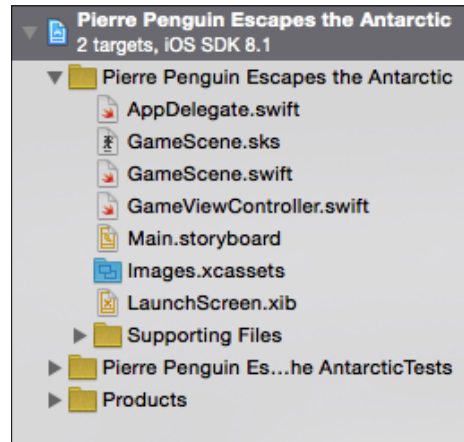 Pierre Penguin Escapes the Antarctic
2 targets, iOS SDK 8.1
Pierre Penguin Escapes the Antarctic
AppDelegate.swift
GameScene.sks
GameScene.swift
GameViewController.swift
Main.storyboard
Images.xcassets
LaunchScreen.xib
Supporting Files
Pierre Penguin Es...he AntarcticTests
Products